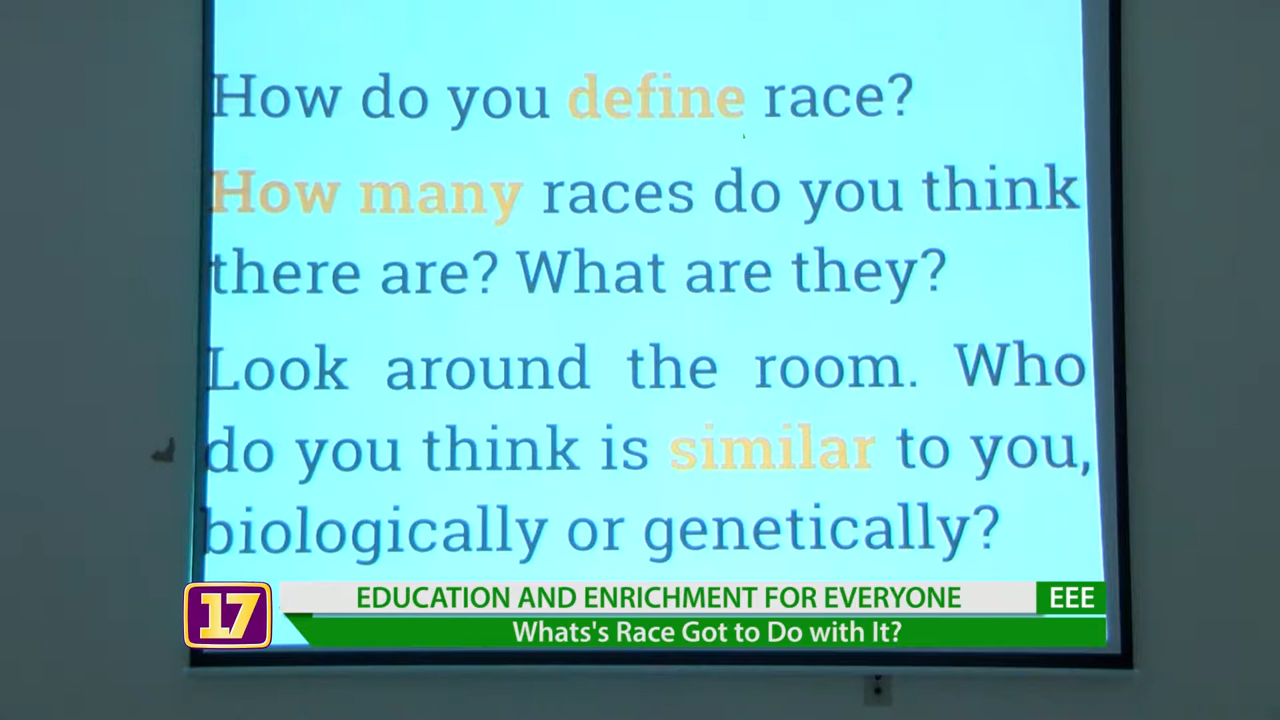 How do you define race?
How many races do you think
there are? What are they?
Look around the room. Who
do you think is similar to you,
biologically or genetically?
17
EDUCATION AND ENRICHMENT FOR EVERYONE
EEE
Whats's Race Got to Do with It?